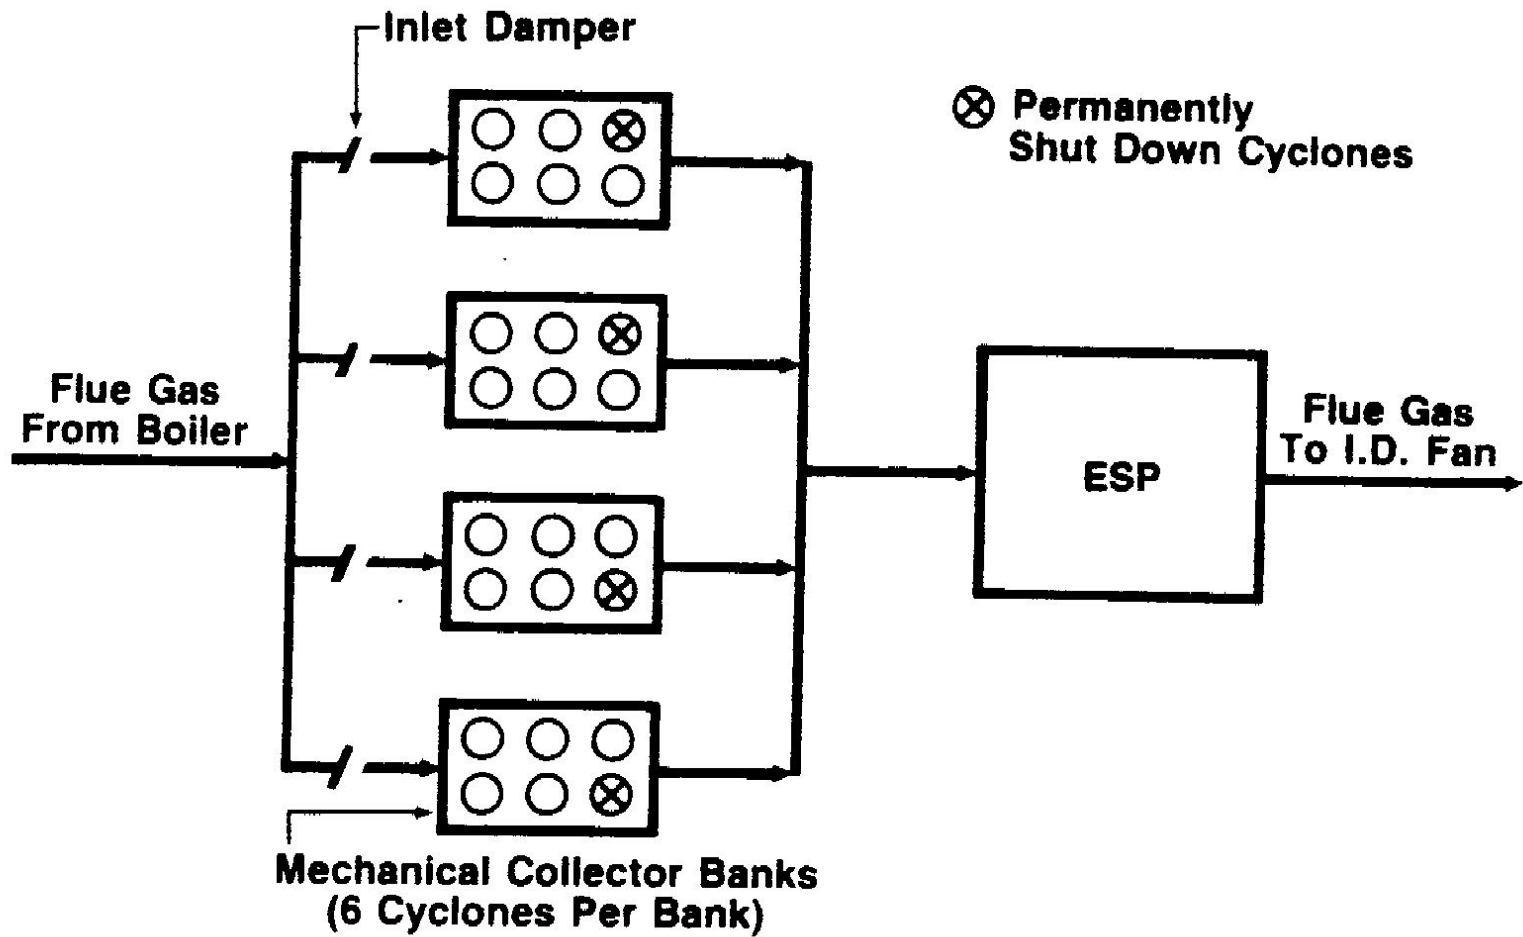 Inlet Damper
Permanently
Shut Down Cyclones
Flue Gas
From Boiler
ESP
Flue Gas
To I.D. Fan
Mechanical Collector Banks
(6 Cyclones Per Bank)